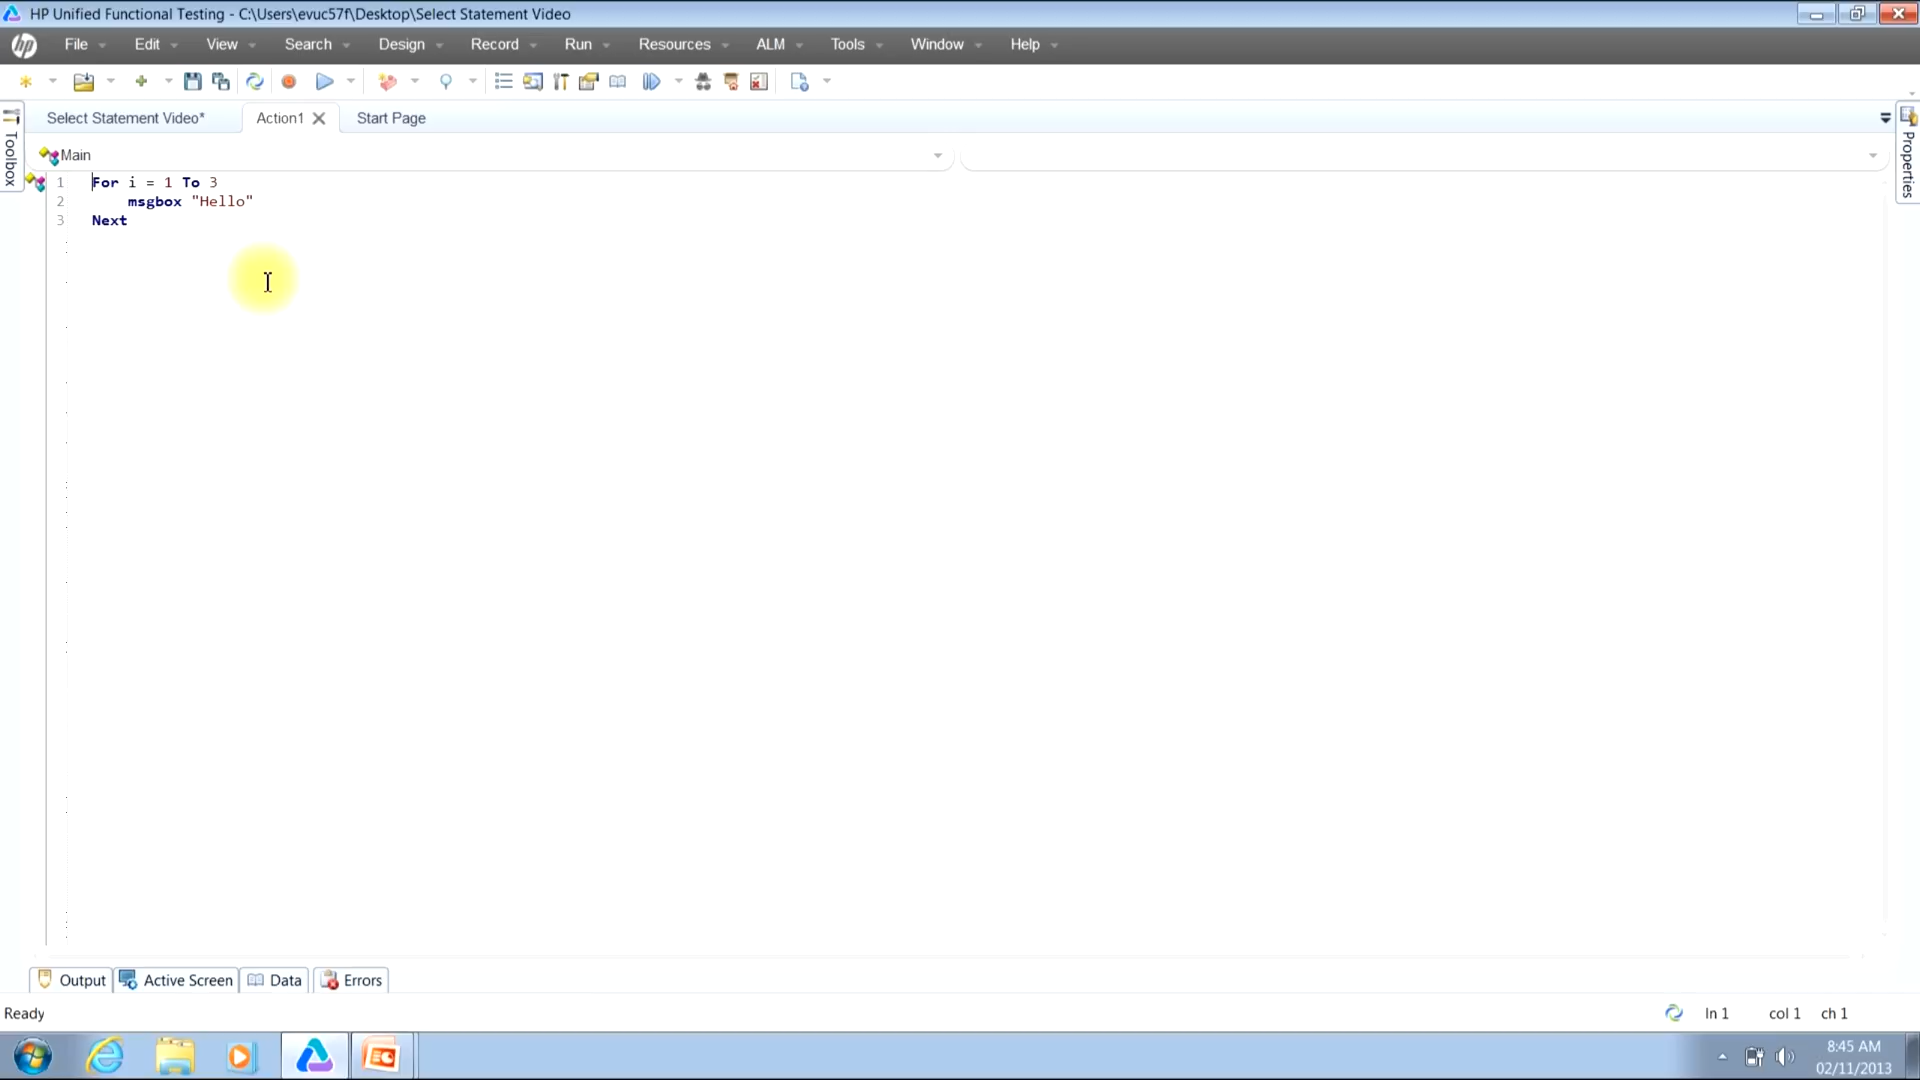 HP Unified Functional Testing - C:\Users\evuc57f\Desktop\Select Statement Video
hp File Edit View Search Design Record Run Resources ALM Tools Window Help
Select Statement Video* Action1 Start Page
Toolbox
Properties
Main
1 For i = 1 To 3
2 msgbox "Hello"
3 Next
Output Active Screen Data Errors
Ready ln 1 col 1 ch 1
8:45 AM
02/11/2013